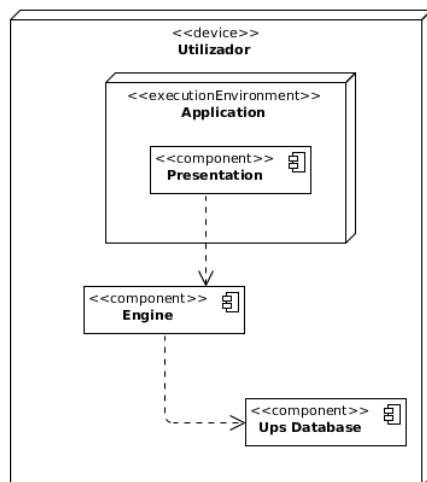 <<device>>
Utilizador
<<executionEnvironment>>
Application
<<component>>
Presentation
<<component>>
Engine
<<component>>
Ups Database